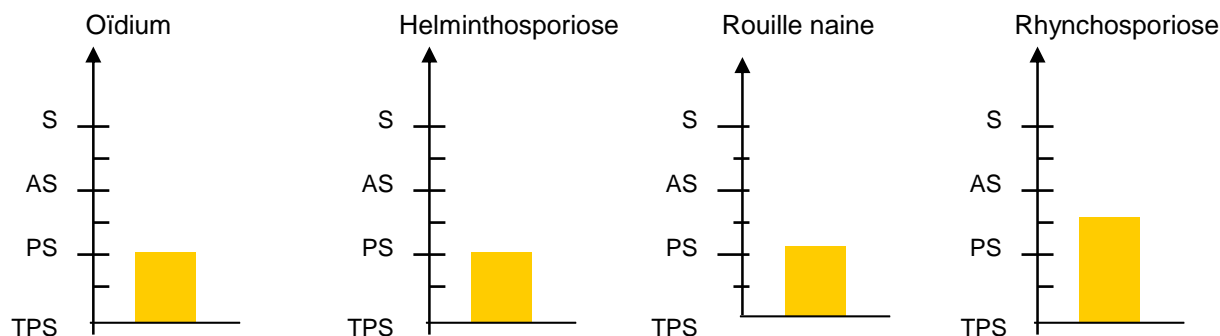 Oïdium Helminthosporiose Rouille naine Rhynchosporiose
S S S S
AS AS AS AS
PS PS PS PS
TPS TPS TPS TPS